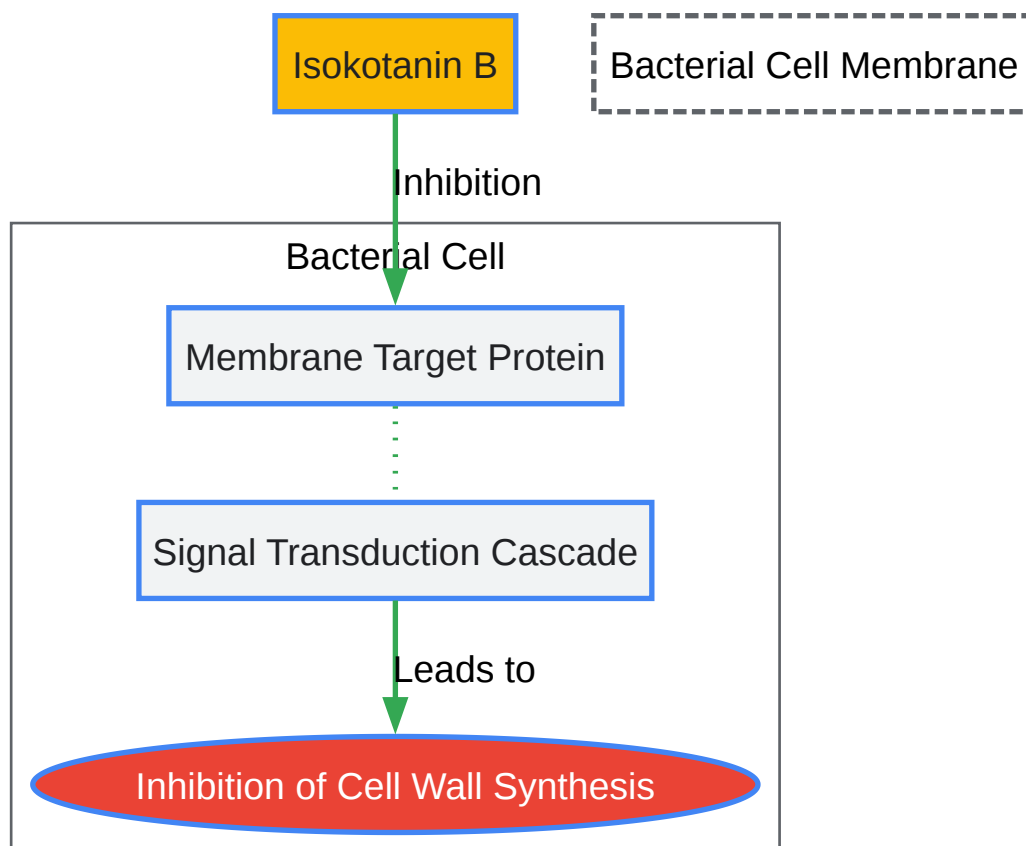 Isokotanin B
Bacterial Cell Membrane
Inhibition
Bacterial Cell
Membrane Target Protein
Signal Transduction Cascade
Leads to
Inhibition of Cell Wall Synthesis